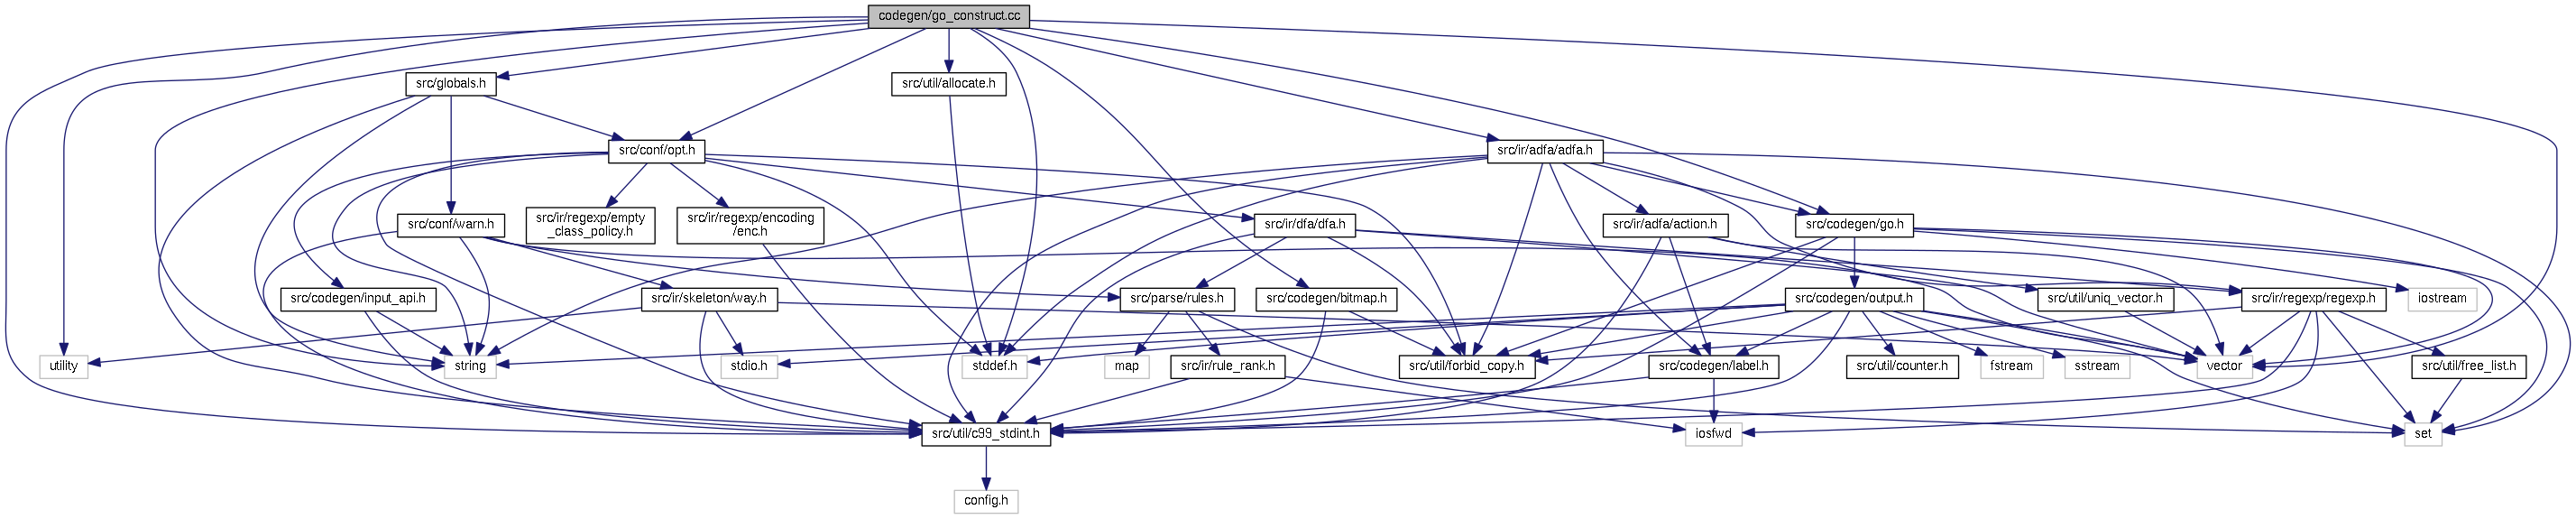 codegen/go_construct.cc
src/globals.h
src/util/allocate.h
src/conf/opt.h
src/ir/adfa/adfa.h
src/conf/warn.h
src/ir/regexp/empty
_class_policy.h
src/ir/regexp/encoding
/enc.h
src/ir/dfa/dfa.h
src/ir/adfa/action.h
src/codegen/go.h
src/codegen/input_api.h
src/ir/skeleton/way.h
src/parse/rules.h
src/codegen/bitmap.h
src/codegen/output.h
src/util/uniq_vector.h
src/ir/regexp/regexp.h
iostream
utility
string
stdio.h
stddef.h
map
src/ir/rule_rank.h
src/util/forbid_copy.h
src/codegen/label.h
src/util/counter.h
fstream
sstream
vector
src/util/free_list.h
src/util/c99_stdint.h
iosfwd
set
config.h